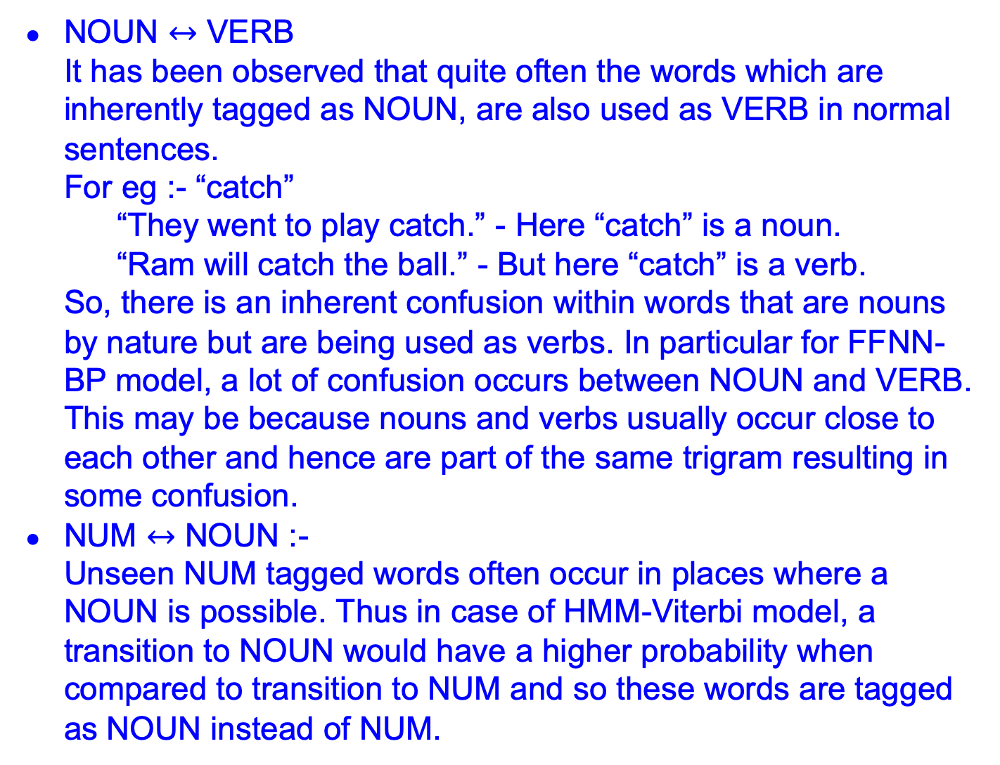 ● NOUN ↔ VERB
It has been observed that quite often the words which are
inherently tagged as NOUN, are also used as VERB in normal
sentences.
For eg :- “catch”
“They went to play catch.” - Here “catch” is a noun.
“Ram will catch the ball.” - But here “catch” is a verb.
So, there is an inherent confusion within words that are nouns
by nature but are being used as verbs. In particular for FFNN-
BP model, a lot of confusion occurs between NOUN and VERB.
This may be because nouns and verbs usually occur close to
each other and hence are part of the same trigram resulting in
some confusion.
● NUM ↔ NOUN :-
Unseen NUM tagged words often occur in places where a
NOUN is possible. Thus in case of HMM-Viterbi model, a
transition to NOUN would have a higher probability when
compared to transition to NUM and so these words are tagged
as NOUN instead of NUM.